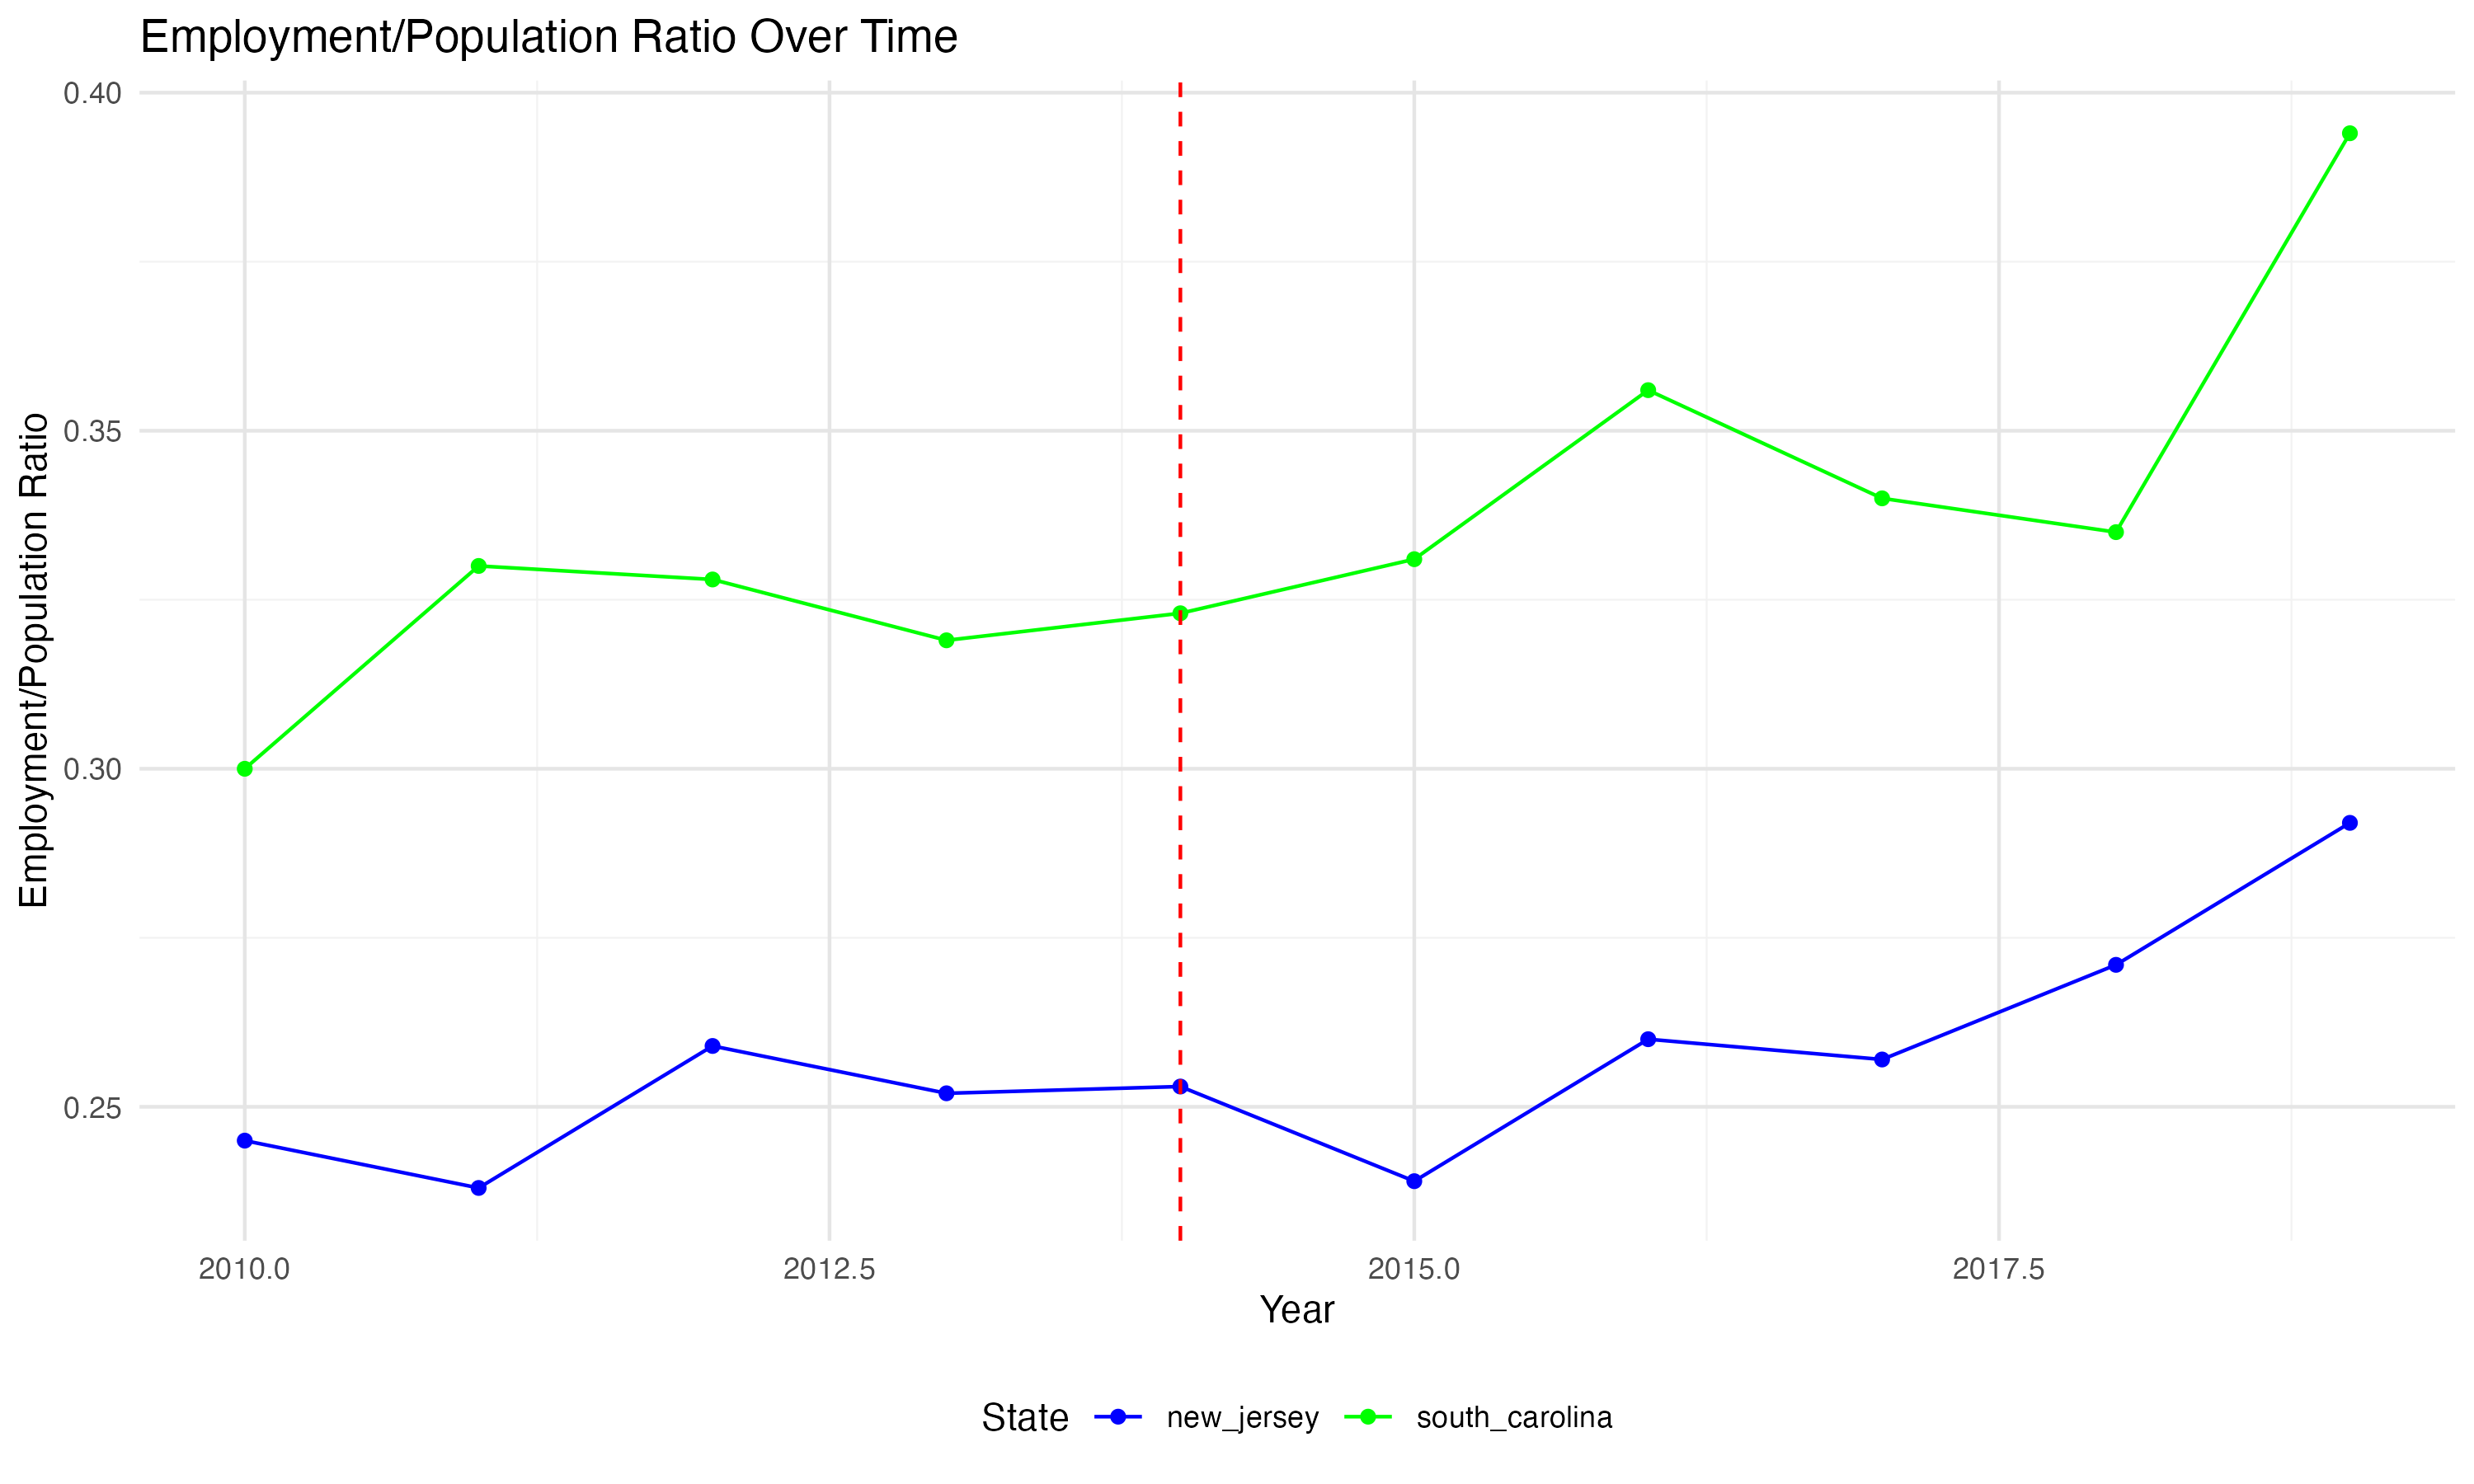 Employment/Population Ratio Over Time
Employment/Population Ratio
0.40
0.35
0.30
0.25
2010.0 2012.5 2015.0 2017.5
Year
State new_jersey south_carolina